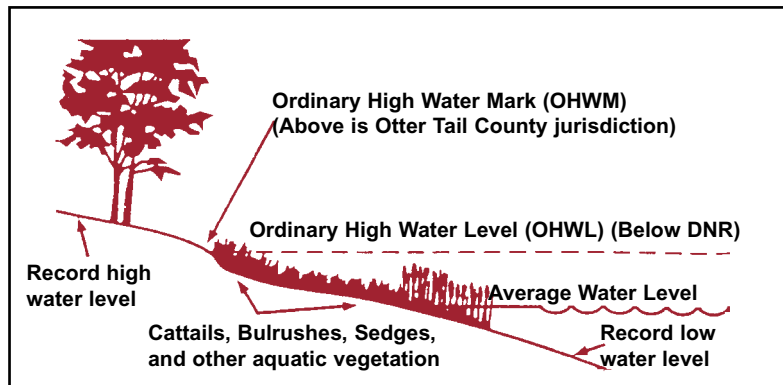 Ordinary High Water Mark (OHWM)
(Above is Otter Tail County jurisdiction)
Ordinary High Water Level (OHWL) (Below DNR)
Record high
water level
Average Water Level
Cattails, Bulrushes, Sedges,
and other aquatic vegetation
Record low
water level